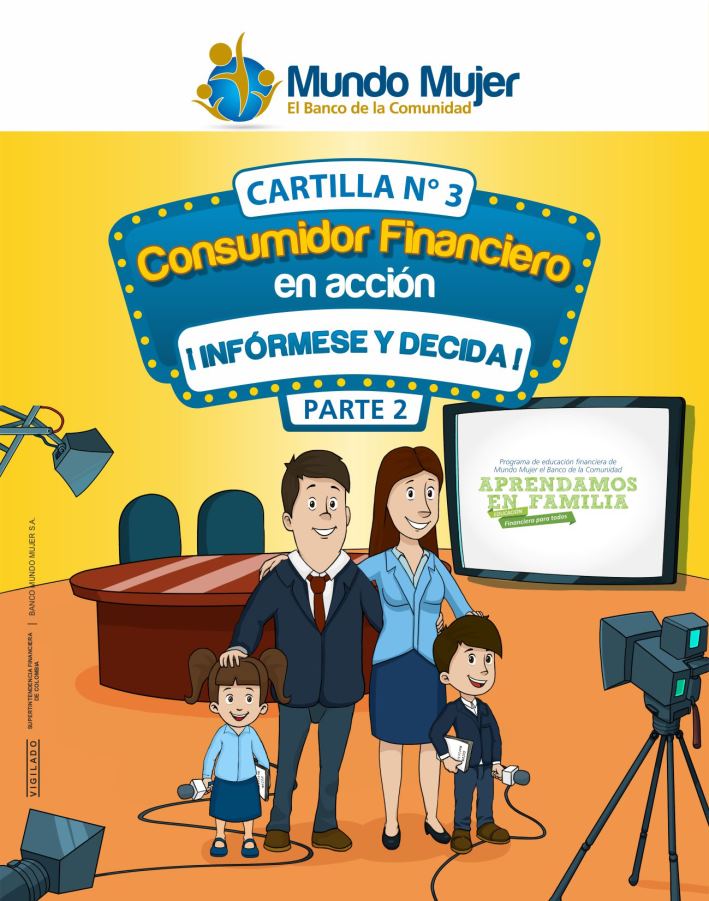 Mundo Mujer
El Banco de la Comunidad
CARTILLA N° 3
Consumidor Financiero
en acción
¡ INFÓRMESE Y DECIDA !
PARTE 2
Programa de educación financiera de
Mundo Mujer el Banco de la Comunidad
APRENDAMOS
EN FAMILIA
EDUCACIÓN
Financiera para todos
VIGILADO
SUPERINTENDENCIA FINANCIERA
DE COLOMBIA
BANCO MUNDO MUJER S.A.